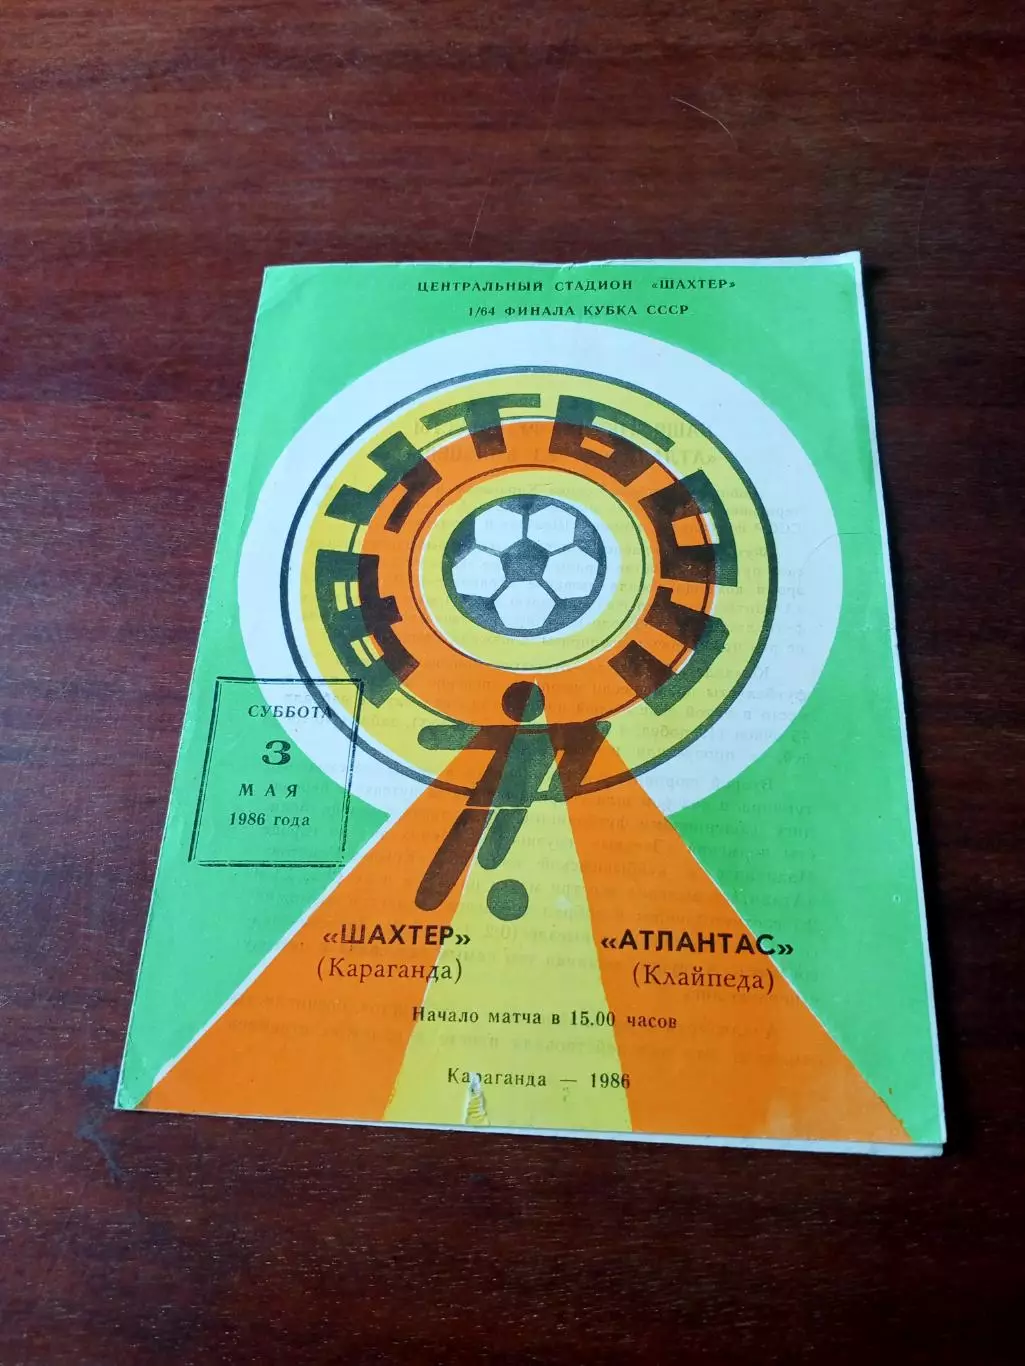 ЦЕНТРАЛЬНЫЙ СТАДИОН «ШАХТЕР»
1/64 ФИНАЛА КУБКА СССР
ФУТБОЛ
СУББОТА
3
МАЯ
1986 года
«ШАХТЕР» «АТЛАНТАС»
(Караганда) (Клайпеда)
Начало матча в 15.00 часов
Караганда — 1986